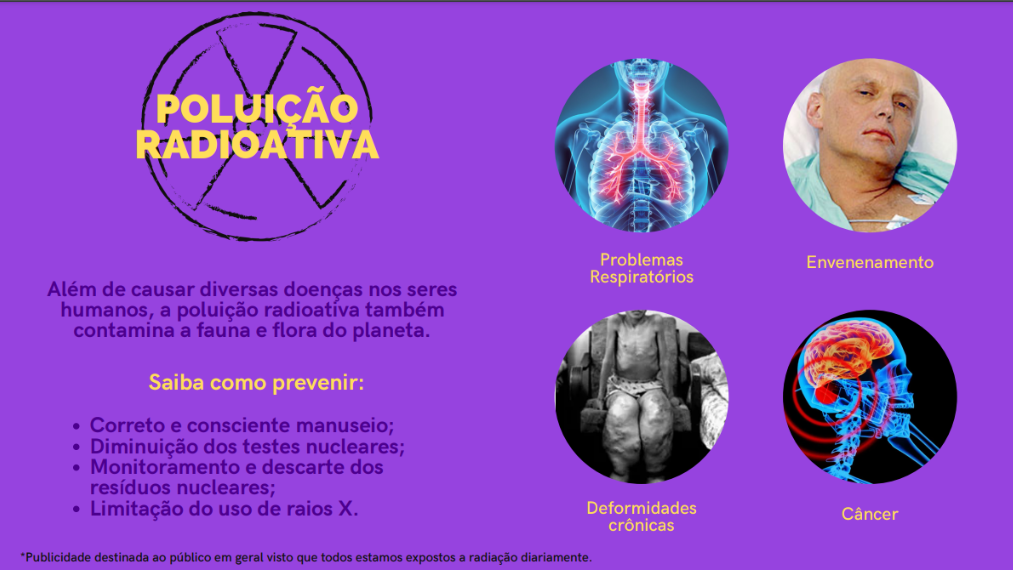 POLUIÇÃO
RADIOATIVA
Além de causar diversas doenças nos seres
humanos, a poluição radioativa também
contamina a fauna e flora do planeta.
Saiba como prevenir:
• Correto e consciente manuseio;
• Diminuição dos testes nucleares;
• Monitoramento e descarte dos
resíduos nucleares;
• Limitação do uso de raios X.
Problemas
Respiratórios
Envenenamento
Deformidades
crônicas
Câncer
*Publicidade destinada ao público em geral visto que todos estamos expostos a radiação diariamente.